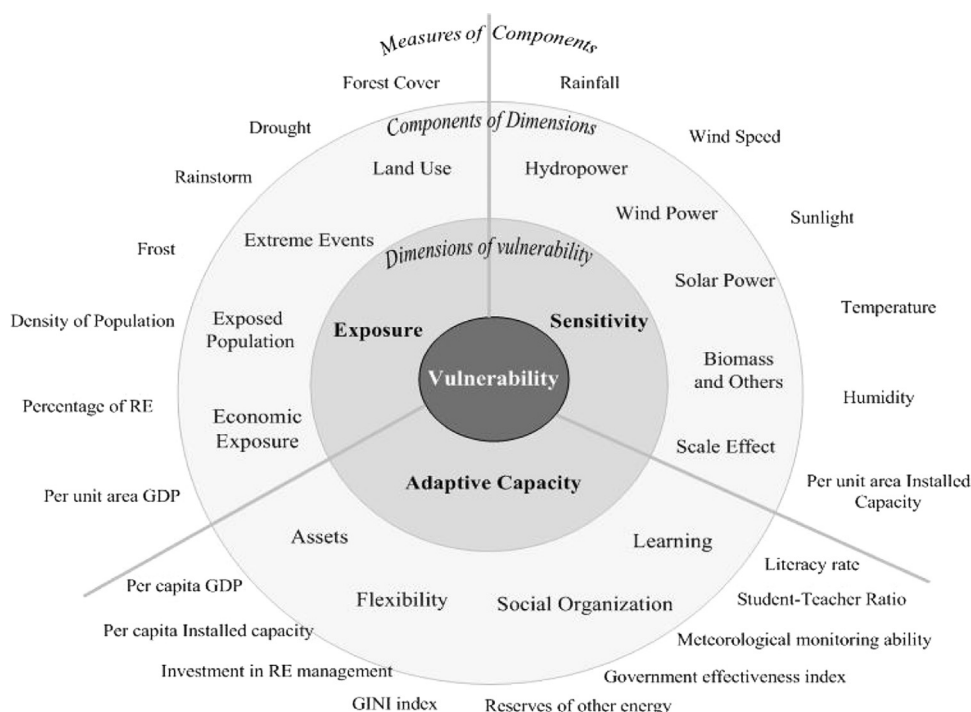 Measures of Components
Forest Cover
Rainfall
Drought
Components of Dimensions
Wind Speed
Rainstorm
Land Use
Hydropower
Wind Power
Sunlight
Frost
Extreme Events
Dimensions of vulnerability
Solar Power
Temperature
Density of Population
Exposed
Population
Exposure
Sensitivity
Vulnerability
Biomass
and Others
Humidity
Percentage of RE
Economic
Exposure
Scale Effect
Per unit area GDP
Adaptive Capacity
Per unit area Installed
Capacity
Assets
Learning
Literacy rate
Per capita GDP
Flexibility
Social Organization
Student-Teacher Ratio
Per capita Installed capacity
Meteorological monitoring ability
Investment in RE management
Government effectiveness index
GINI index
Reserves of other energy